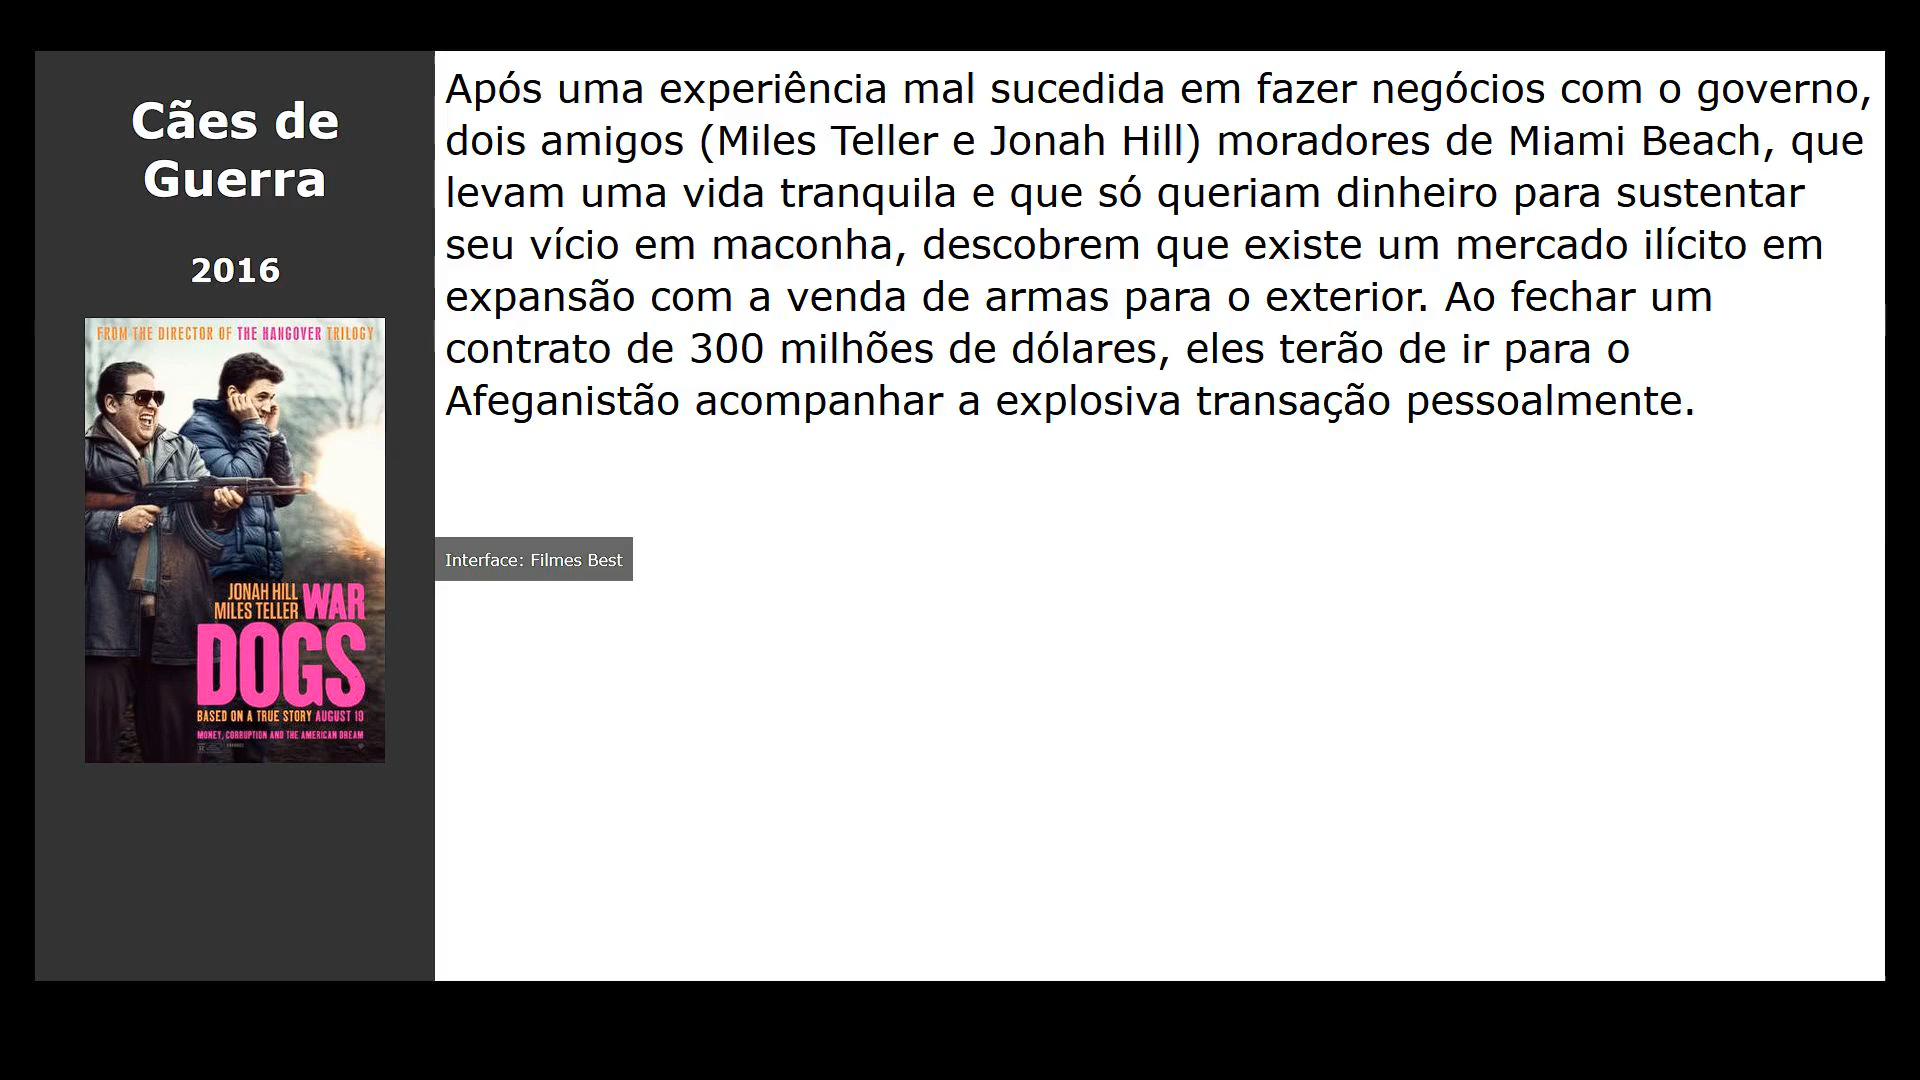 Cães de
Guerra
2016
FROM THE DIRECTOR OF THE HANGOVER TRILOGY
JONAH HILL
MILES TELLER
WAR
DOGS
BASED ON A TRUE STORY AUGUST 19
MONEY, CORRUPTION AND THE AMERICAN DREAM
Após uma experiência mal sucedida em fazer negócios com o governo,
dois amigos (Miles Teller e Jonah Hill) moradores de Miami Beach, que
levam uma vida tranquila e que só queriam dinheiro para sustentar
seu vício em maconha, descobrem que existe um mercado ilícito em
expansão com a venda de armas para o exterior. Ao fechar um
contrato de 300 milhões de dólares, eles terão de ir para o
Afeganistão acompanhar a explosiva transação pessoalmente.
Interface: Filmes Best